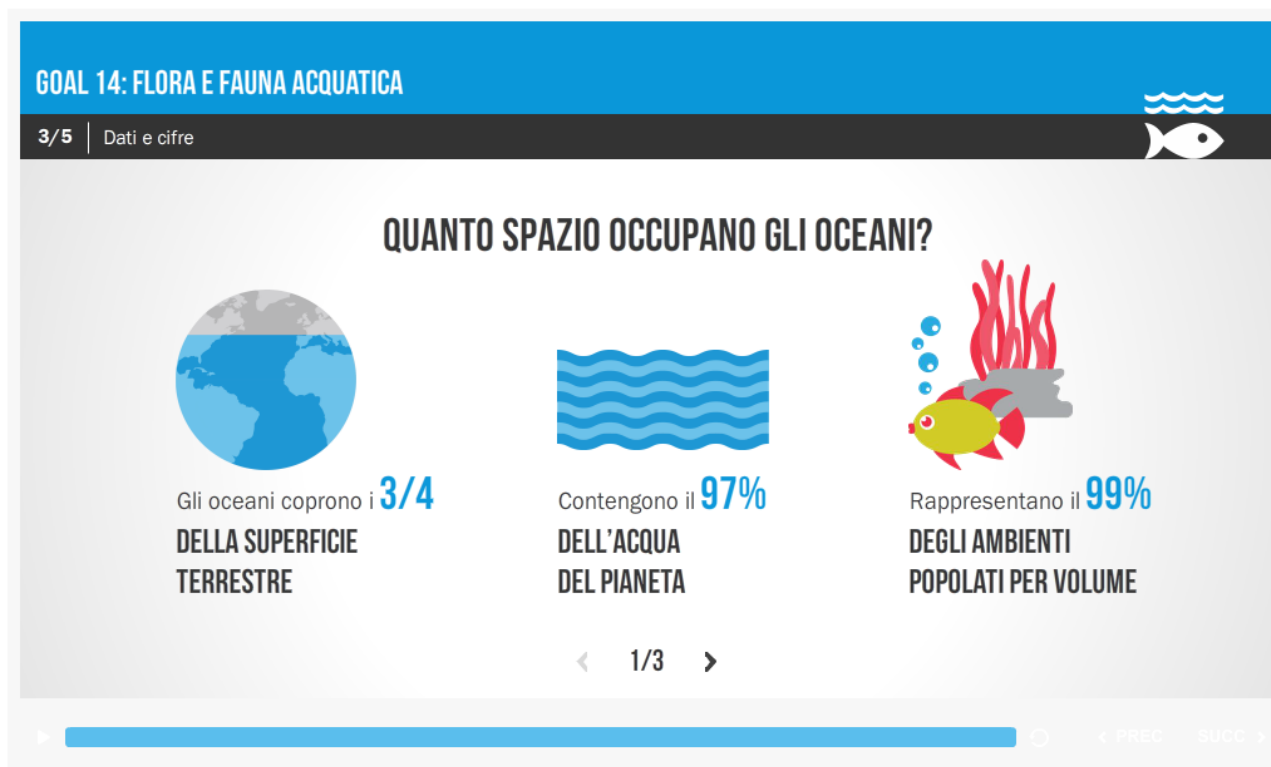 GOAL 14: FLORA E FAUNA ACQUATICA
3/5 Dati e cifre
QUANTO SPAZIO OCCUPANO GLI OCEANI?
Gli oceani coprono i 3/4
DELLA SUPERFICIE
TERRESTRE
Contengono il 97%
DELL'ACQUA
DEL PIANETA
Rappresentano il 99%
DEGLI AMBIENTI
POPOLATI PER VOLUME
1/3
PREC SUCC